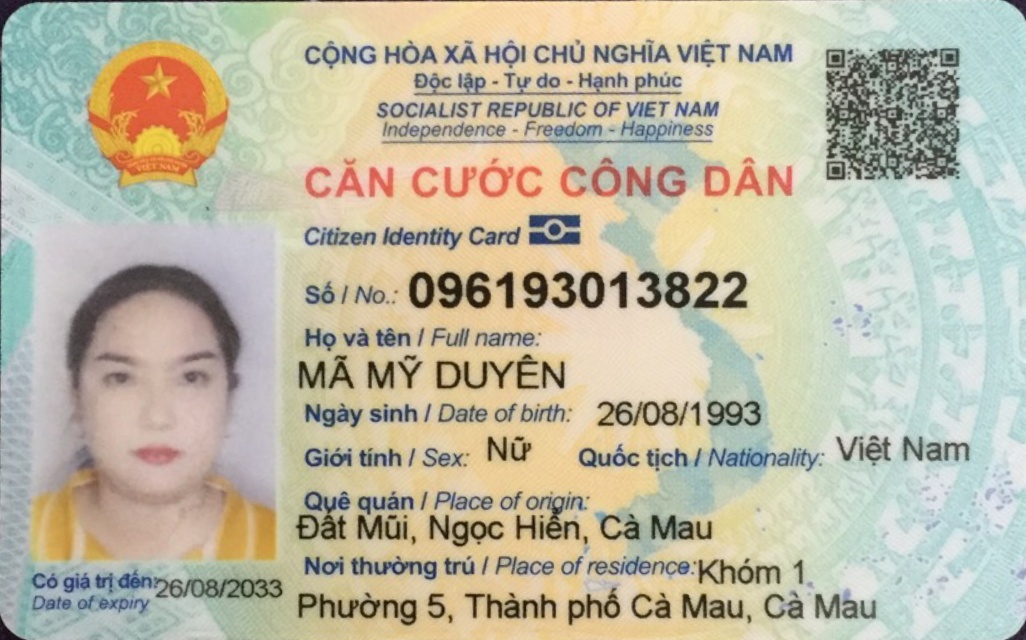 CỘNG HÒA XÃ HỘI CHỦ NGHĨA VIỆT NAM
Độc lập - Tự do - Hạnh phúc
SOCIALIST REPUBLIC OF VIET NAM
Independence - Freedom - Happiness
CĂN CƯỚC CÔNG DÂN
Citizen Identity Card
Số / No.: 096193013822
Họ và tên / Full name:
MÃ MỸ DUYÊN
Ngày sinh / Date of birth: 26/08/1993
Giới tính / Sex: Nữ Quốc tịch / Nationality: Việt Nam
Quê quán / Place of origin:
Đất Mũi, Ngọc Hiển, Cà Mau
Nơi thường trú / Place of residence: Khóm 1
Phường 5, Thành phố Cà Mau, Cà Mau
Có giá trị đến: 26/08/2033
Date of expiry
VIỆT NAM